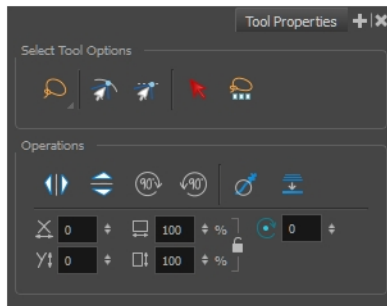 Tool Properties
Select Tool Options
Operations
90° 90°
X 0 100 % 0
Y 0 100 %